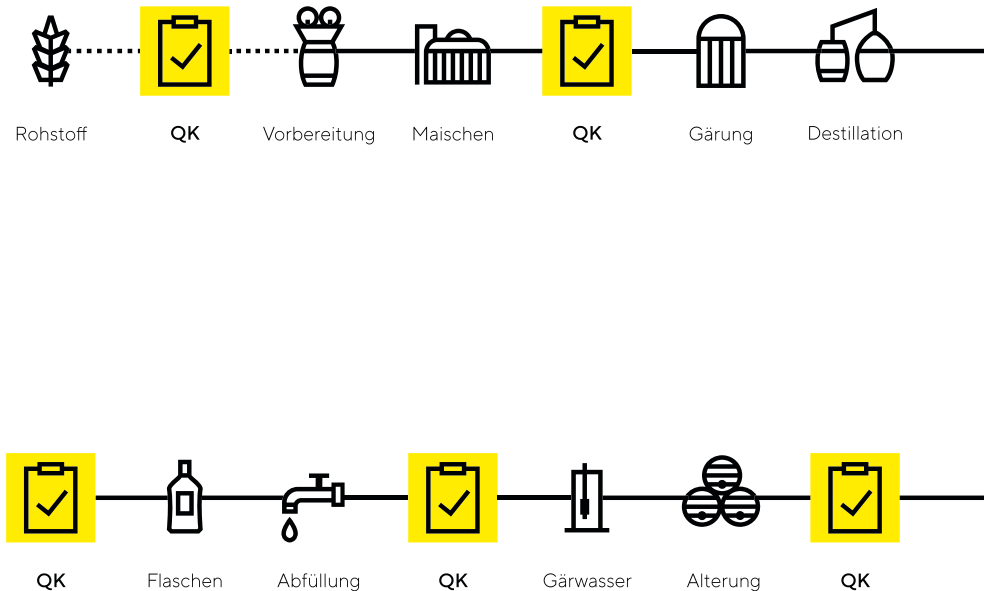 Rohstoff
QK
Vorbereitung
Maischen
QK
Gärung
Destillation
QK
Flaschen
Abfüllung
QK
Gärwasser
Alterung
QK